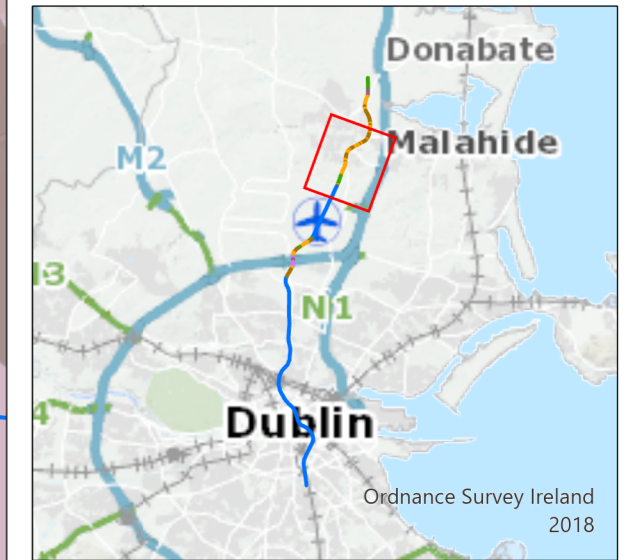 Donabate
M2
Malahide
N1
Dublin
Ordnance Survey Ireland
2018